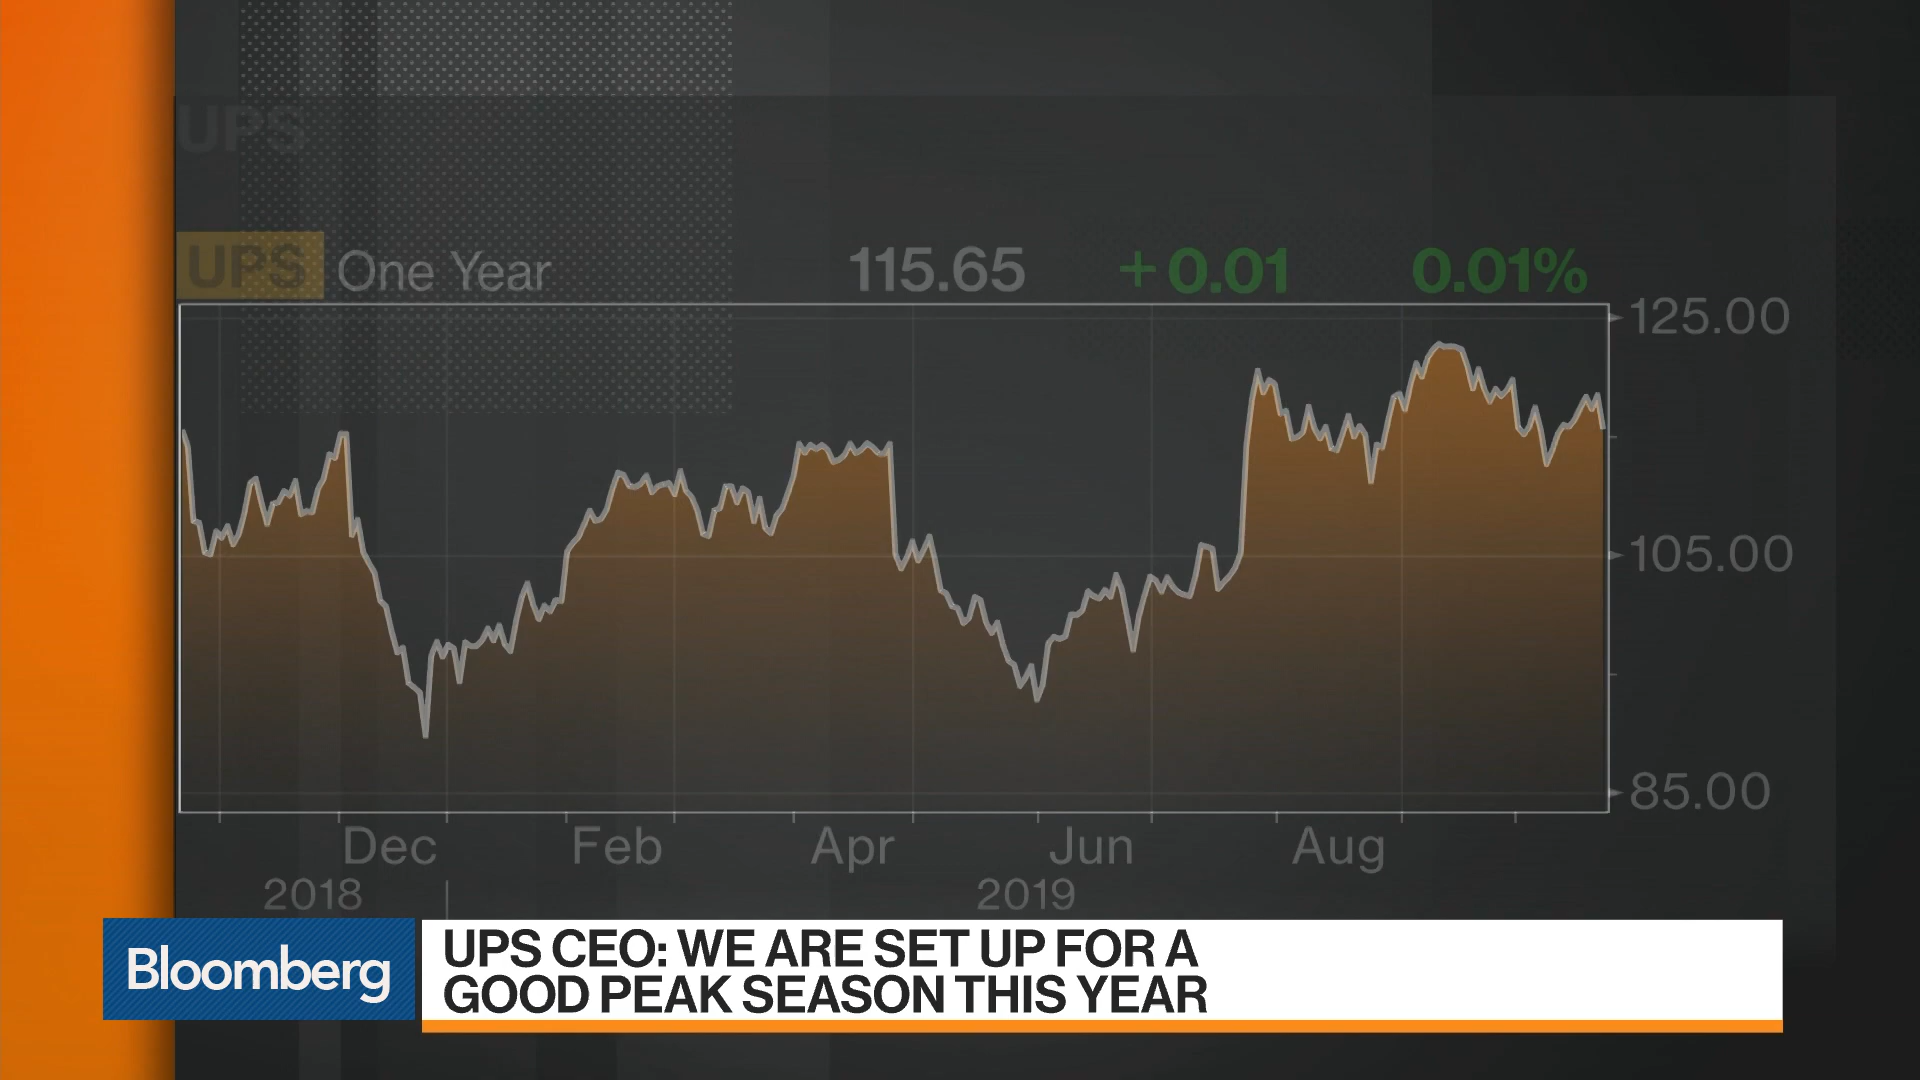 UPS
UPS One Year 115.65 +0.01 0.01%
125.00
105.00
85.00
Dec Feb Apr Jun Aug
2018 2019
Bloomberg
UPS CEO: WE ARE SET UP FOR A
GOOD PEAK SEASON THIS YEAR